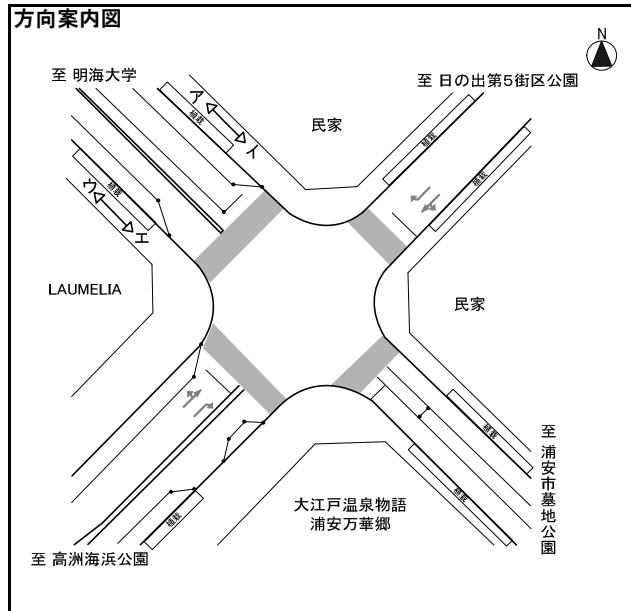 方向案内図
N
至 明海大学
至 日の出第5街区公園
ア
イ
民家
植栽
植栽
植栽
植栽
ウ
エ
LAUMELIA
民家
植栽
植栽
植栽
大江戸温泉物語
浦安万華郷
至 浦安市墓地公園
至 高洲海浜公園